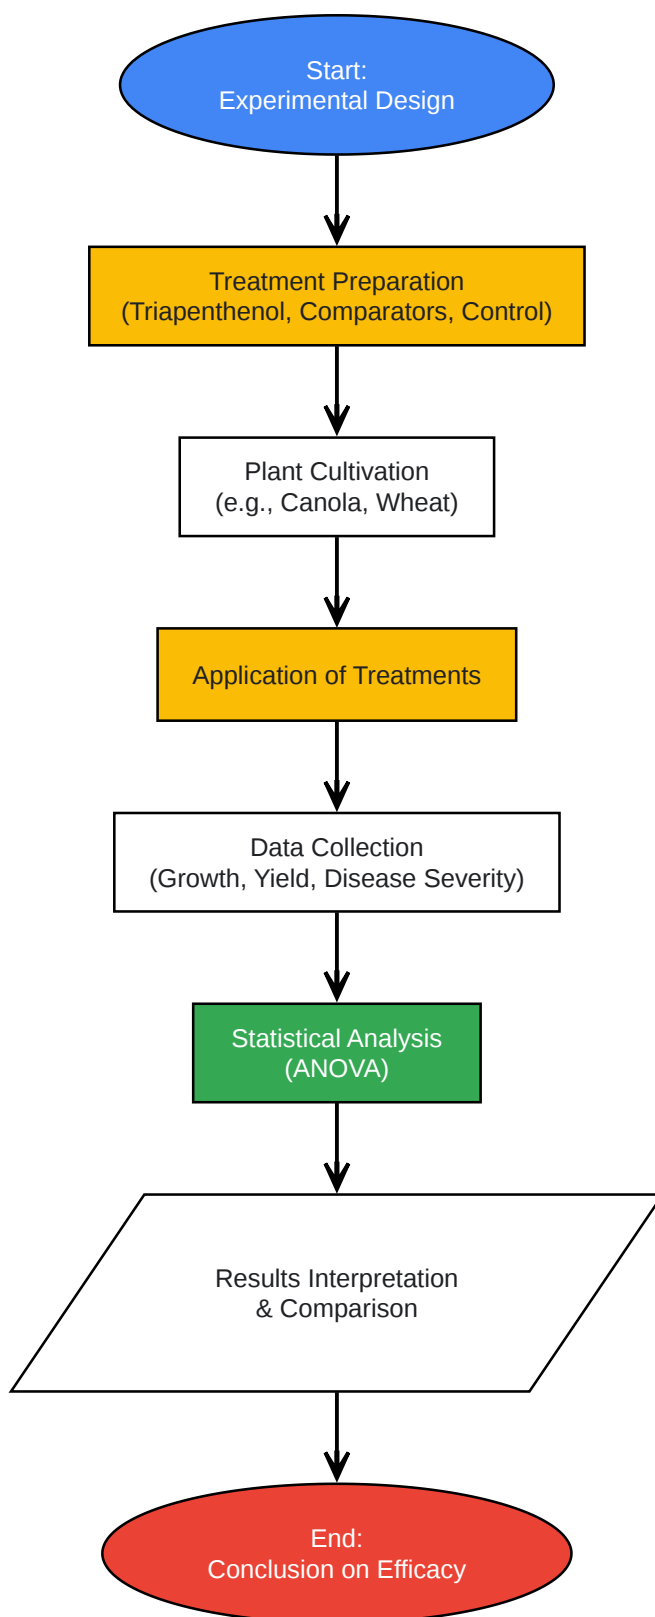 Start:
Experimental Design
Treatment Preparation
(Triapenthenol, Comparators, Control)
Plant Cultivation
(e.g., Canola, Wheat)
Application of Treatments
Data Collection
(Growth, Yield, Disease Severity)
Statistical Analysis
(ANOVA)
Results Interpretation
& Comparison
End:
Conclusion on Efficacy